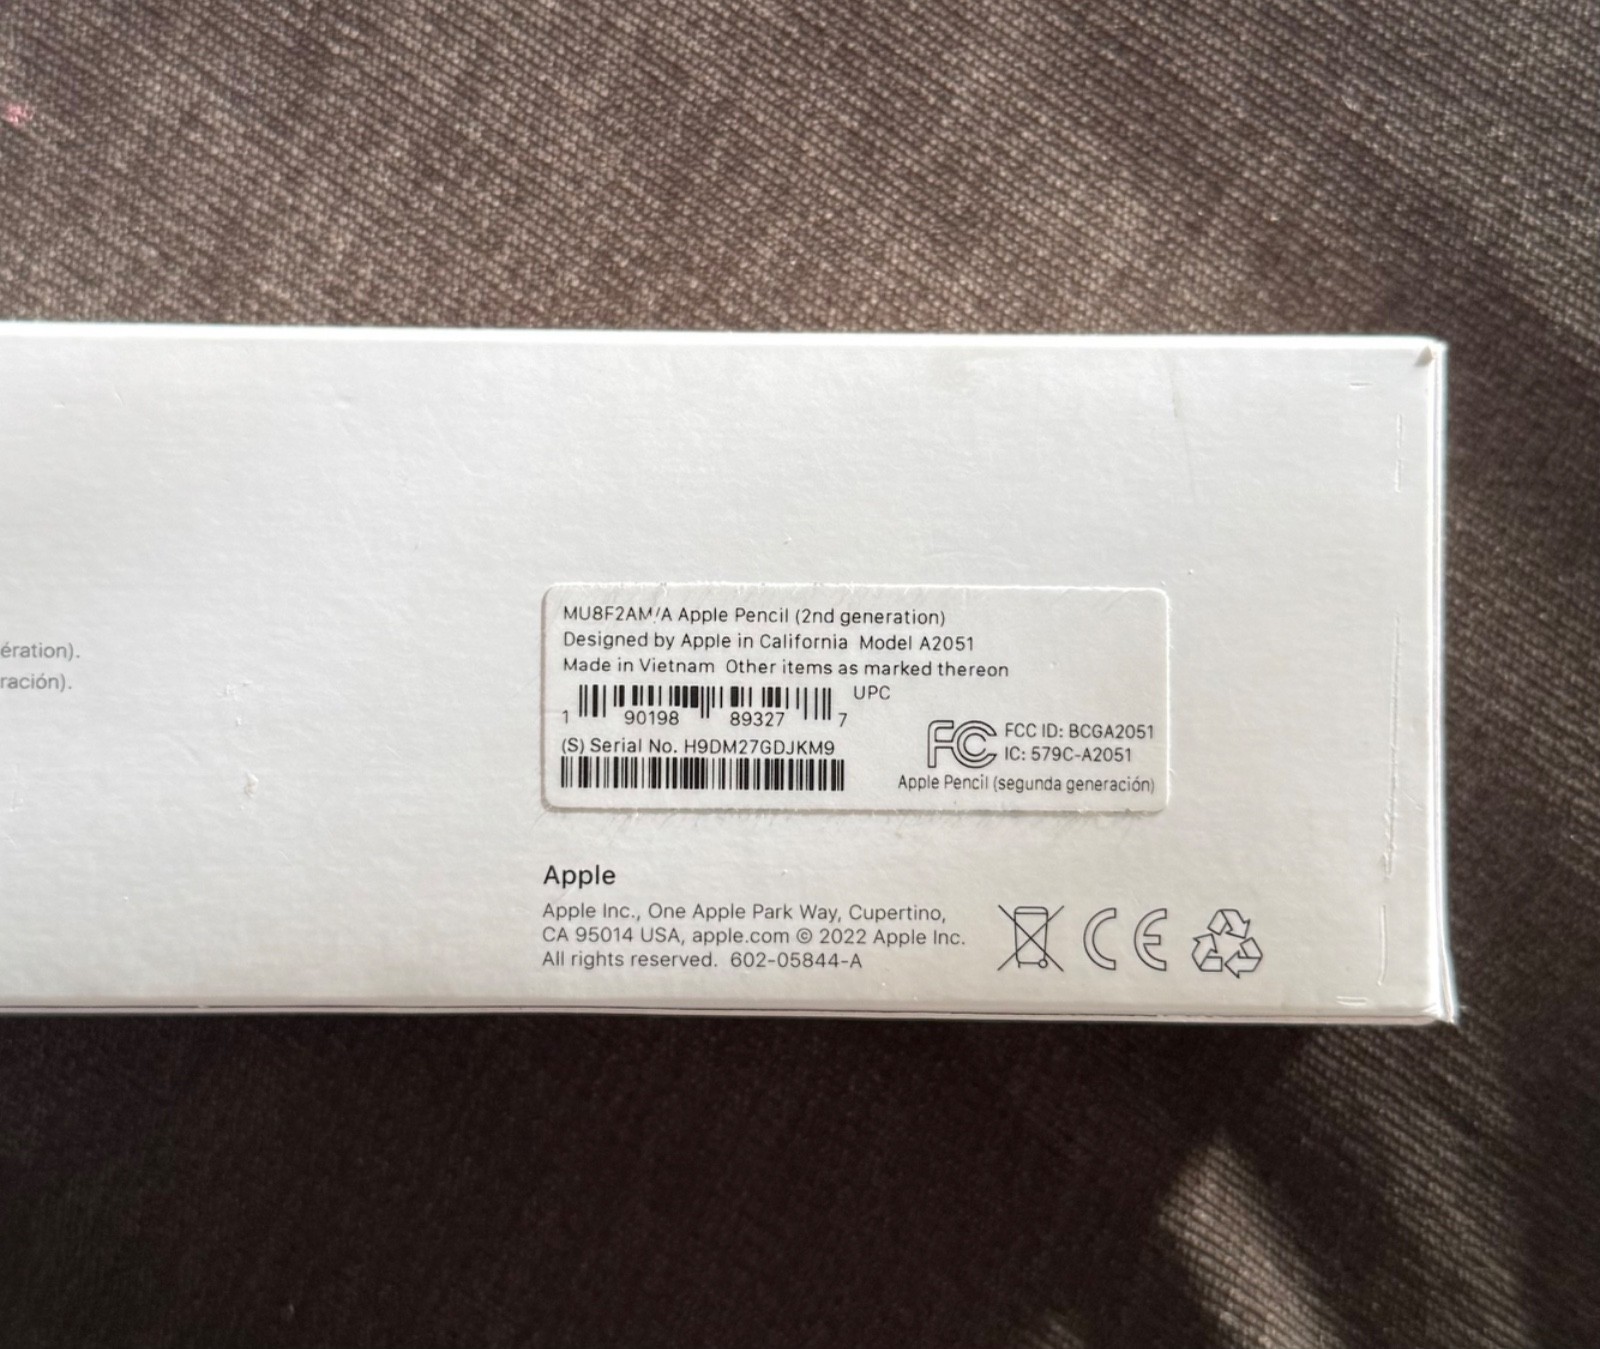 ération).
ración).
MU8F2AM/A Apple Pencil (2nd generation)
Designed by Apple in California Model A2051
Made in Vietnam Other items as marked thereon
UPC
1 90198 89327 7
(S) Serial No. H9DM27GDJKM9
FC FCC ID: BCGA2051
IC: 579C-A2051
Apple Pencil (segunda generación)
Apple
Apple Inc., One Apple Park Way, Cupertino,
CA 95014 USA, apple.com © 2022 Apple Inc.
All rights reserved. 602-05844-A
CE